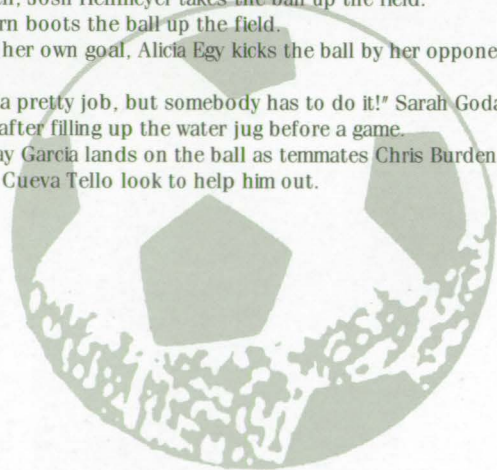 , Josh Hellmeyer takes the ball up the field.
rn boots the ball up the field.
her own goal, Alicia Egy kicks the ball by her oppone
a pretty job, but somebody has to do it!" Sarah Goda
after filling up the water jug before a game.
ay Garcia lands on the ball as temmates Chris Burden
Cueva Tello look to help him out.